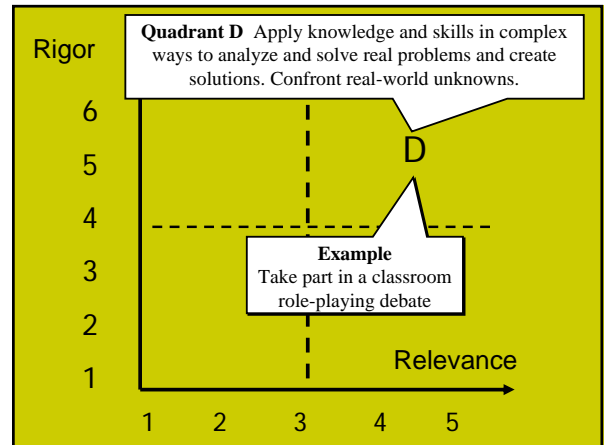 Quadrant D Apply knowledge and skills in complex
ways to analyze and solve real problems and create
solutions. Confront real-world unknowns.
Rigor
6
5
D
4
Example
Take part in a classroom
role-playing debate
3
2
Relevance
1
1 2 3 4 5